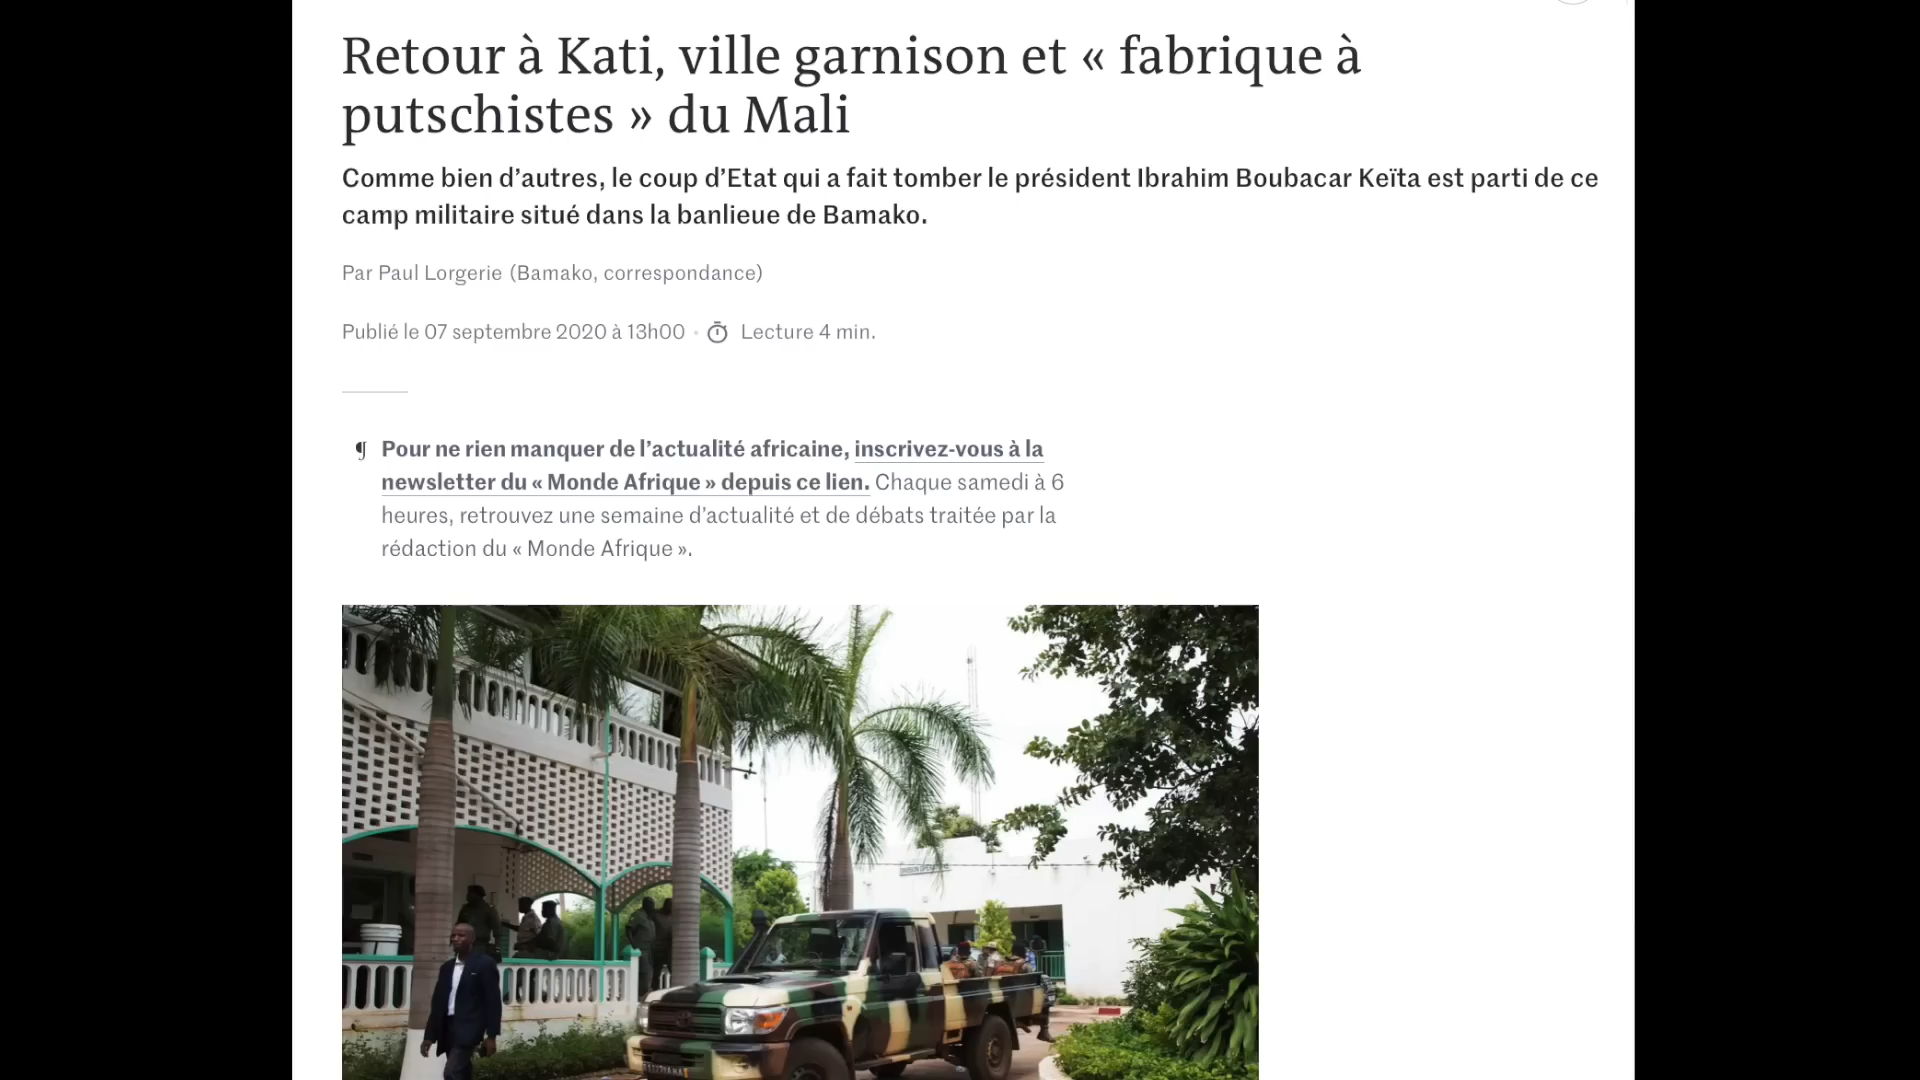 Retour à Kati, ville garnison et « fabrique à
putschistes » du Mali
Comme bien d’autres, le coup d’Etat qui a fait tomber le président Ibrahim Boubacar Keïta est parti de ce
camp militaire situé dans la banlieue de Bamako.
Par Paul Lorgerie (Bamako, correspondance)
Publié le 07 septembre 2020 à 13h00 • Lecture 4 min.
¶ Pour ne rien manquer de l’actualité africaine, inscrivez-vous à la
newsletter du « Monde Afrique » depuis ce lien. Chaque samedi à 6
heures, retrouvez une semaine d’actualité et de débats traitée par la
rédaction du « Monde Afrique ».